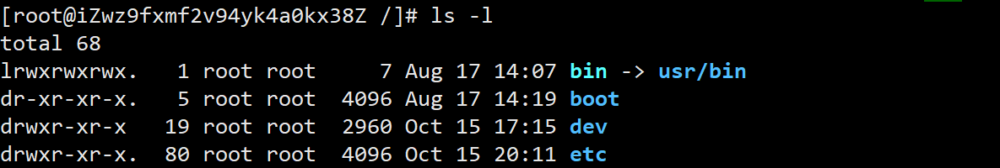 [root@iZwz9fxmf2v94yk4a0kx38Z /]# ls -l
total 68
lrwxrwxrwx.   1 root root     7 Aug 17 14:07 bin -> usr/bin
dr-xr-xr-x.   5 root root  4096 Aug 17 14:19 boot
drwxr-xr-x   19 root root  2960 Oct 15 17:15 dev
drwxr-xr-x.  80 root root  4096 Oct 15 20:11 etc